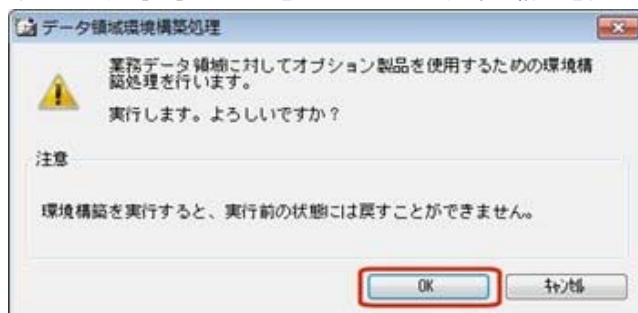 データ領域環境構築処理
業務データ領域に対してオプション製品を使用するための環境構
築処理を行います。
実行します。よろしいですか？
注意
環境構築を実行すると、実行前の状態には戻すことができません。
OK
ｷｬﾝｾﾙ